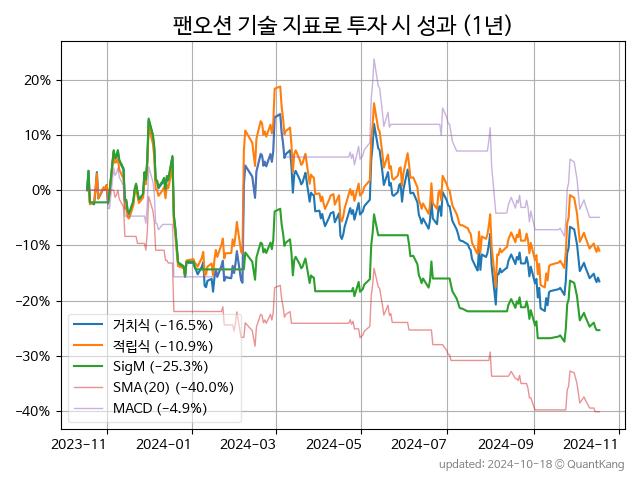 팬오션 기술 지표로 투자 시 성과 (1년)
20%
10%
0%
−10%
−20%
−30%
−40%
거치식 (−16.5%)
적립식 (−10.9%)
SigM (−25.3%)
SMA(20) (−40.0%)
MACD (−4.9%)
2023-11 2024-01 2024-03 2024-05 2024-07 2024-09 2024-11
updated: 2024-10-18 © QuantKang